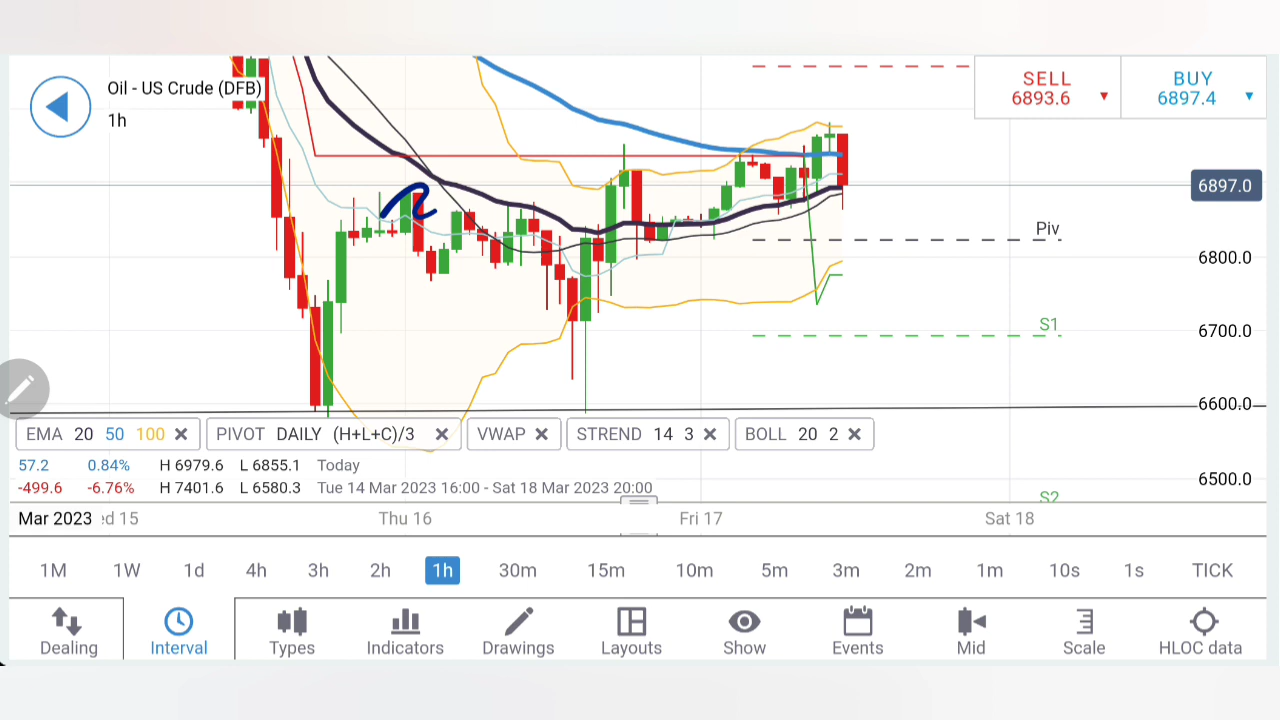 Oil - US Crude (DFB)
1h
SELL
6893.6
BUY
6897.4
6897.0
Piv
6800.0
S1
6700.0
6600.0
EMA 20 50 100
PIVOT DAILY (H+L+C)/3
VWAP
STREND 14 3
BOLL 20 2
57.2 0.84% H 6979.6 L 6855.1 Today
-499.6 -6.76% H 7401.6 L 6580.3 Tue 14 Mar 2023 16:00 - Sat 18 Mar 2023 20:00
6500.0
S2
Mar 2023 ed 15 Thu 16 Fri 17 Sat 18
1M 1W 1d 4h 3h 2h 1h 30m 15m 10m 5m 3m 2m 1m 10s 1s TICK
Dealing Interval Types Indicators Drawings Layouts Show Events Mid Scale HLOC data